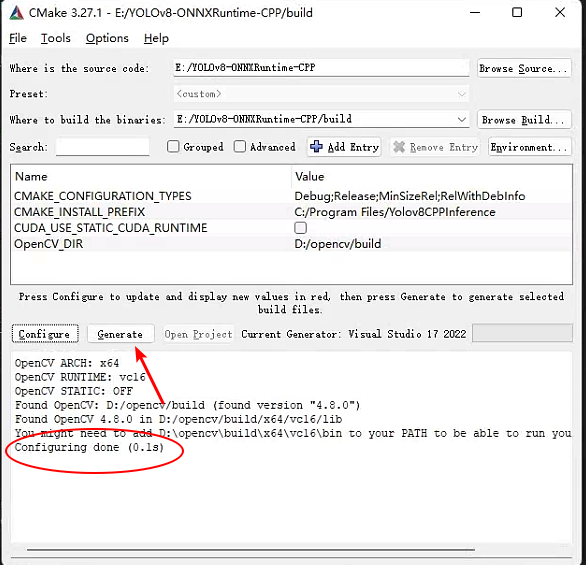 CMake 3.27.1 - E:/YOLOv8-ONNXRuntime-CPP/build
File Tools Options Help
Where is the source code: E:/YOLOv8-ONNXRuntime-CPP Browse Source...
Preset: <custom>
Where to build the binaries: E:/YOLOv8-ONNXRuntime-CPP/build Browse Build...
Search: Grouped Advanced Add Entry Remove Entry Environment...
Name Value
CMAKE_CONFIGURATION_TYPES Debug;Release;MinSizeRel;RelWithDebInfo
CMAKE_INSTALL_PREFIX C:/Program Files/Yolov8CPPInference
CUDA_USE_STATIC_CUDA_RUNTIME
OpenCV_DIR D:/opencv/build
Press Configure to update and display new values in red, then press Generate to generate selected
build files.
Configure Generate Open Project Current Generator: Visual Studio 17 2022
OpenCV ARCH: x64
OpenCV RUNTIME: vc16
OpenCV STATIC: OFF
Found OpenCV: D:/opencv/build (found version "4.8.0")
Found OpenCV 4.8.0 in D:/opencv/build/x64/vc16/lib
You might need to add D:\opencv\build\x64\vc16\bin to your PATH to be able to run you
Configuring done (0.1s)